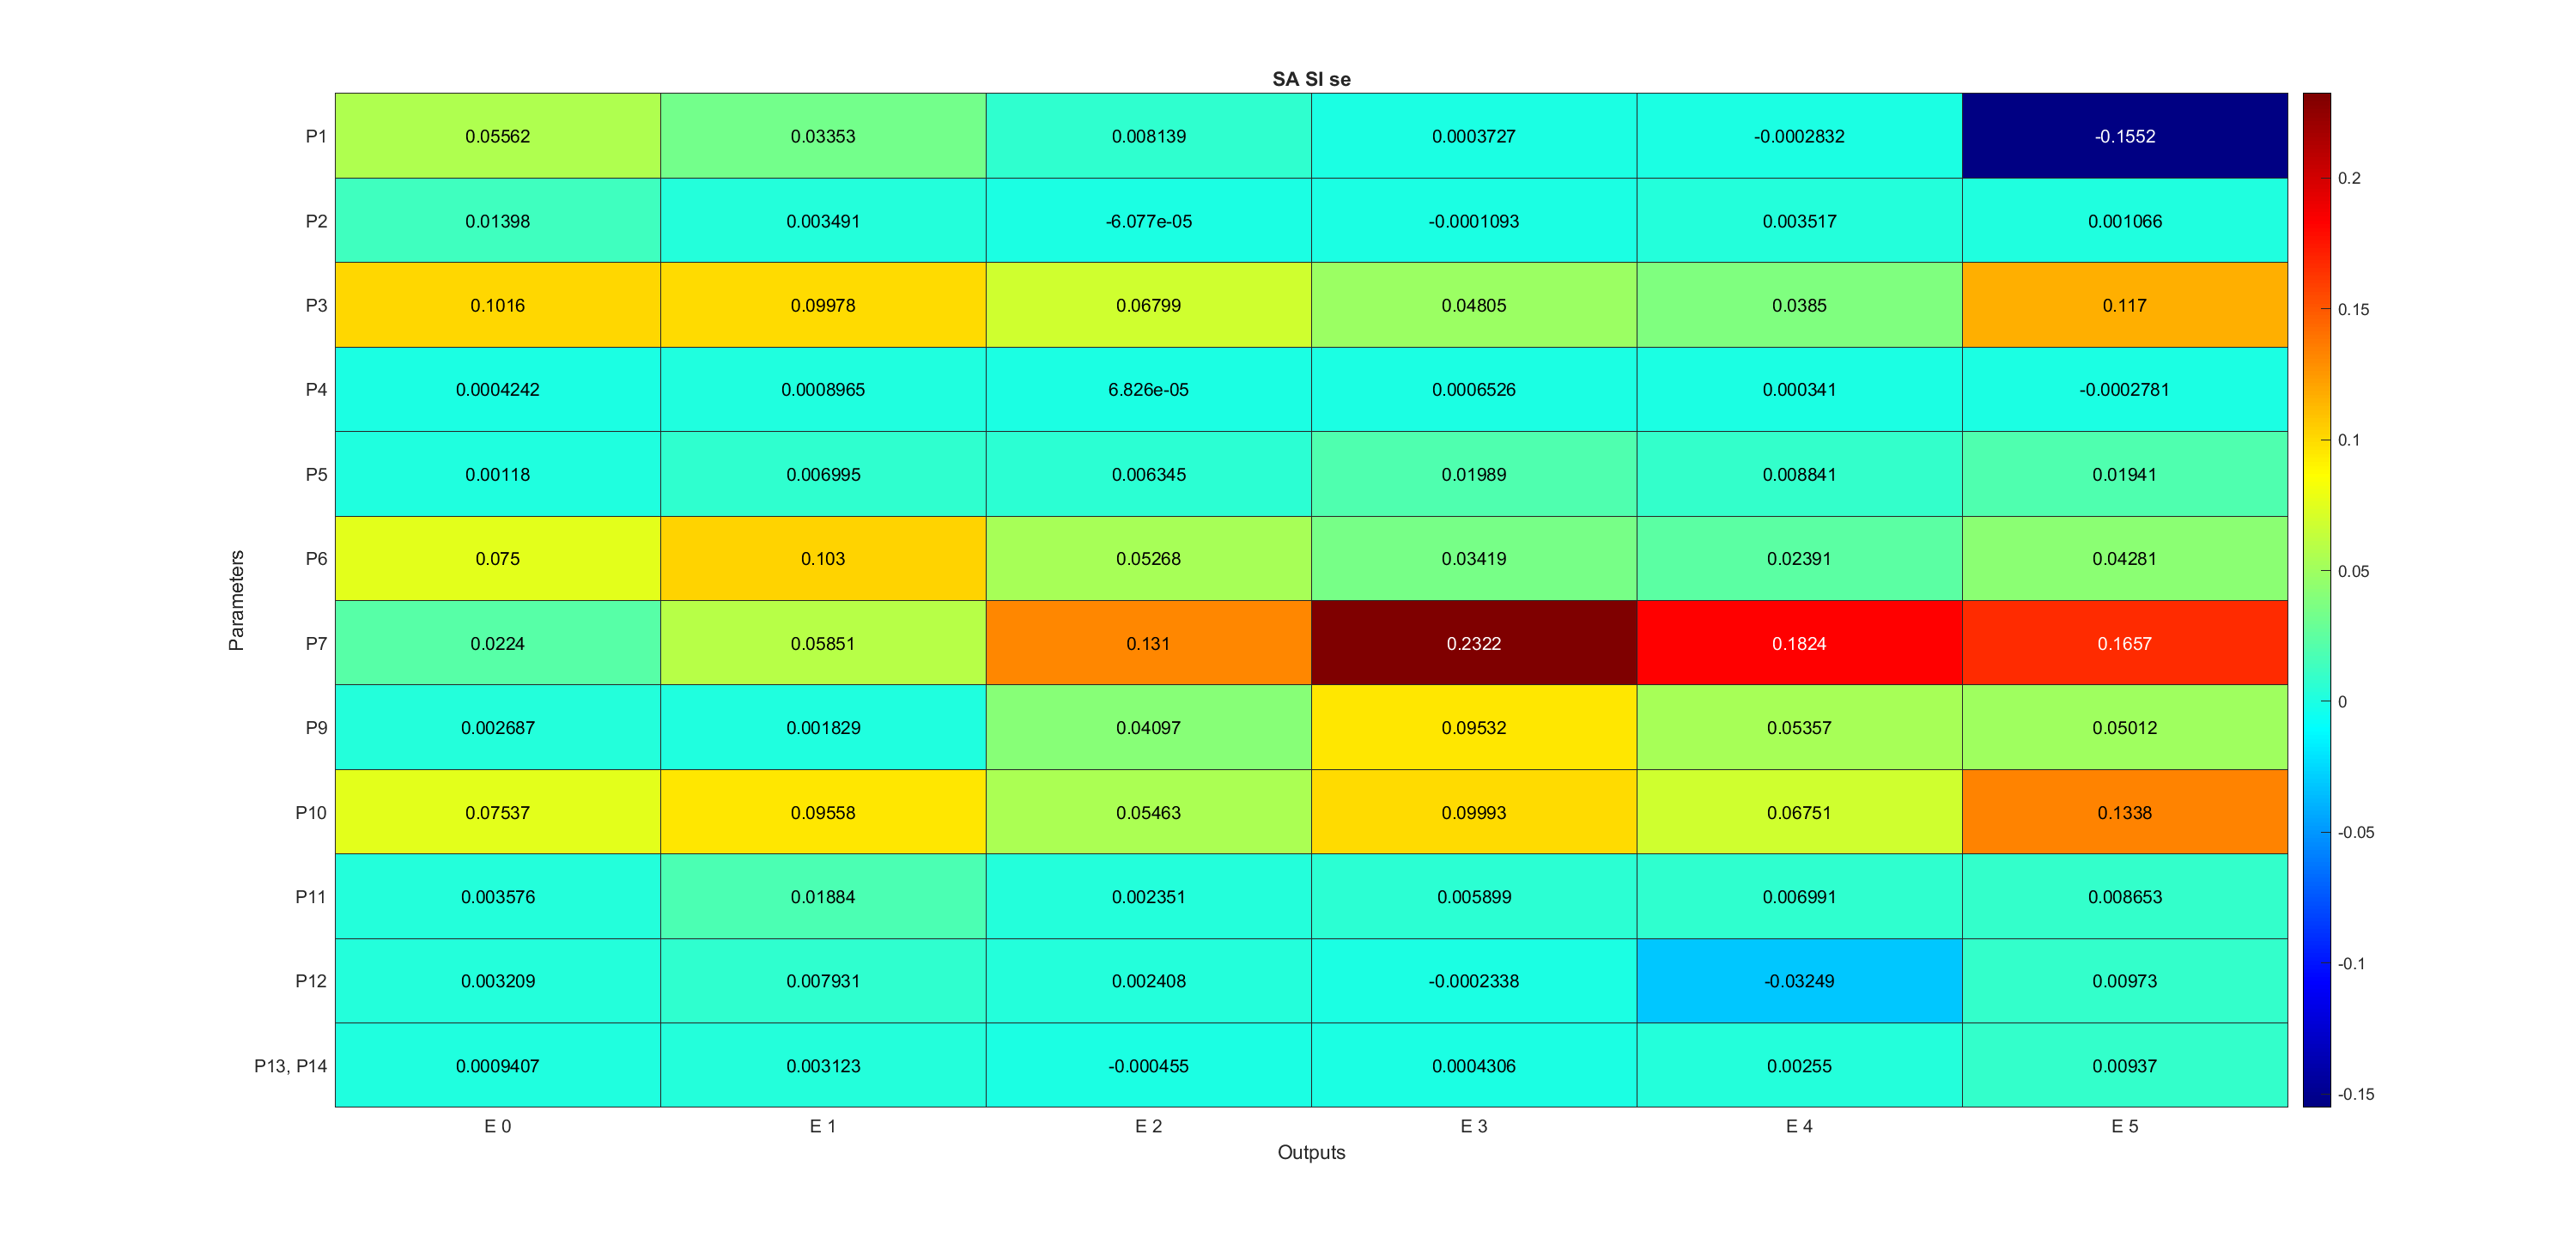 SA SI se
P1 0.05562 0.03353 0.008139 0.0003727 -0.0002832 -0.1552
0.2
P2 0.01398 0.003491 -6.077e-05 -0.0001093 0.003517 0.001066
P3 0.1016 0.09978 0.06799 0.04805 0.0385 0.117
0.15
P4 0.0004242 0.0008965 6.826e-05 0.0006526 0.000341 -0.0002781
0.1
P5 0.00118 0.006995 0.006345 0.01989 0.008841 0.01941
P6 0.075 0.103 0.05268 0.03419 0.02391 0.04281
0.05
Parameters
P7 0.0224 0.05851 0.131 0.2322 0.1824 0.1657
0
P9 0.002687 0.001829 0.04097 0.09532 0.05357 0.05012
P10 0.07537 0.09558 0.05463 0.09993 0.06751 0.1338
-0.05
P11 0.003576 0.01884 0.002351 0.005899 0.006991 0.008653
-0.1
P12 0.003209 0.007931 0.002408 -0.0002338 -0.03249 0.00973
P13, P14 0.0009407 0.003123 -0.000455 0.0004306 0.00255 0.00937
-0.15
E 0 E 1 E 2 E 3 E 4 E 5
Outputs